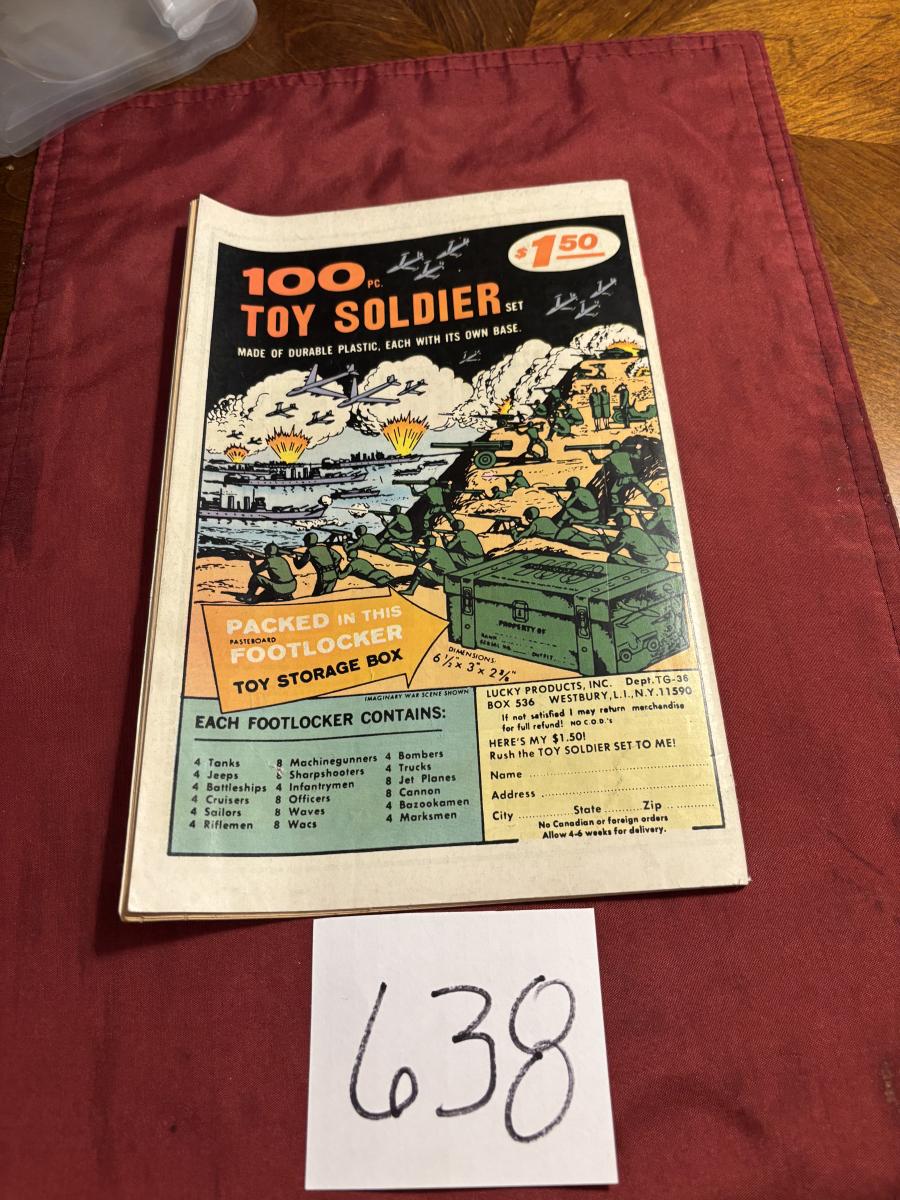 $1.50
100 PC.
TOY SOLDIER SET
MADE OF DURABLE PLASTIC, EACH WITH ITS OWN BASE.
PACKED IN THIS
PASTEBOARD
FOOTLOCKER
TOY STORAGE BOX
PROPERTY OF
RANK
SERIAL NO.
OUTFIT
DIMENSIONS:
IMAGINARY WAR SCENE SHOWN
EACH FOOTLOCKER CONTAINS:
4 Tanks
4 Jeeps
4 Battleships
4 Cruisers
4 Sailors
4 Riflemen
8 Machinegunners
8 Sharpshooters
4 Infantrymen
8 Officers
8 Waves
8 Wacs
4 Bombers
4 Trucks
8 Jet Planes
8 Cannon
4 Bazookamen
4 Marksmen
LUCKY PRODUCTS, INC. Dept.TG-36
BOX 536 WESTBURY, L.I., N.Y. 11590
If not satisfied I may return merchandise
for full refund! NO C.O.D.'s
HERE'S MY $1.50!
Rush the TOY SOLDIER SET TO ME!
Name
Address
City State Zip
No Canadian or foreign orders
Allow 4-6 weeks for delivery.
638